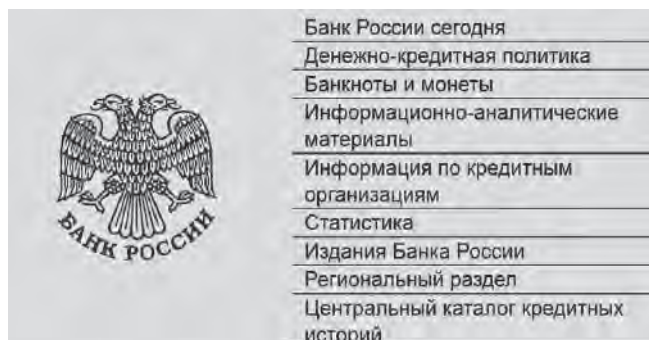 БАНК РОССИИ
Банк России сегодня
Денежно-кредитная политика
Банкноты и монеты
Информационно-аналитические
материалы
Информация по кредитным
организациям
Статистика
Издания Банка России
Региональный раздел
Центральный каталог кредитных
историй